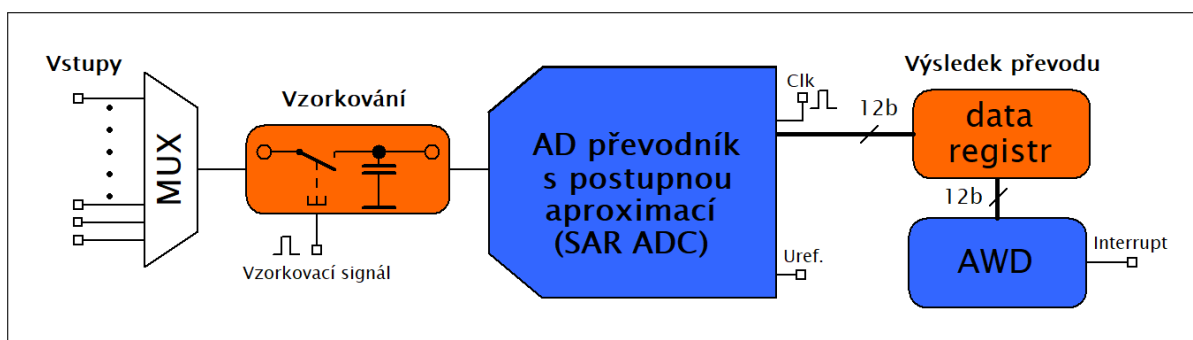 Vstupy
MUX
Vzorkování
Vzorkovací signál
AD převodník
s postupnou
aproximací
(SAR ADC)
Clk
Uref.
12b
Výsledek převodu
data
registr
12b
AWD
Interrupt